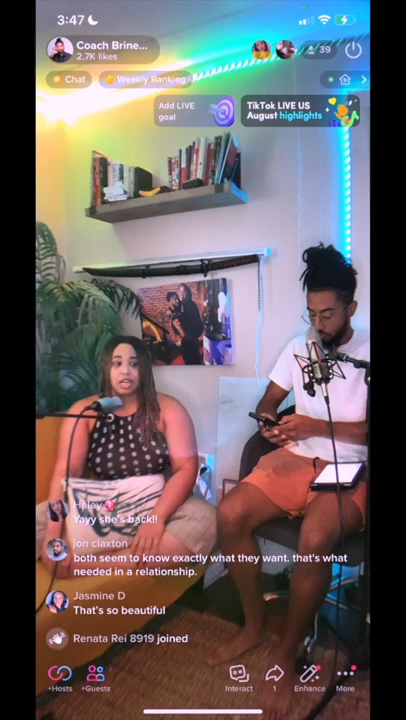 3:47
Coach Brine...
2.7K likes
39
Chat
Weekly Ranking
Add LIVE
goal
TikTok LIVE US
August highlights
Haley
Yayy she's back!!
jon claxton
both seem to know exactly what they want. that's what
needed in a relationship.
Jasmine D
That's so beautiful
Renata Rei 8919 joined
+Hosts
+Guests
Interact
1
Enhance
More